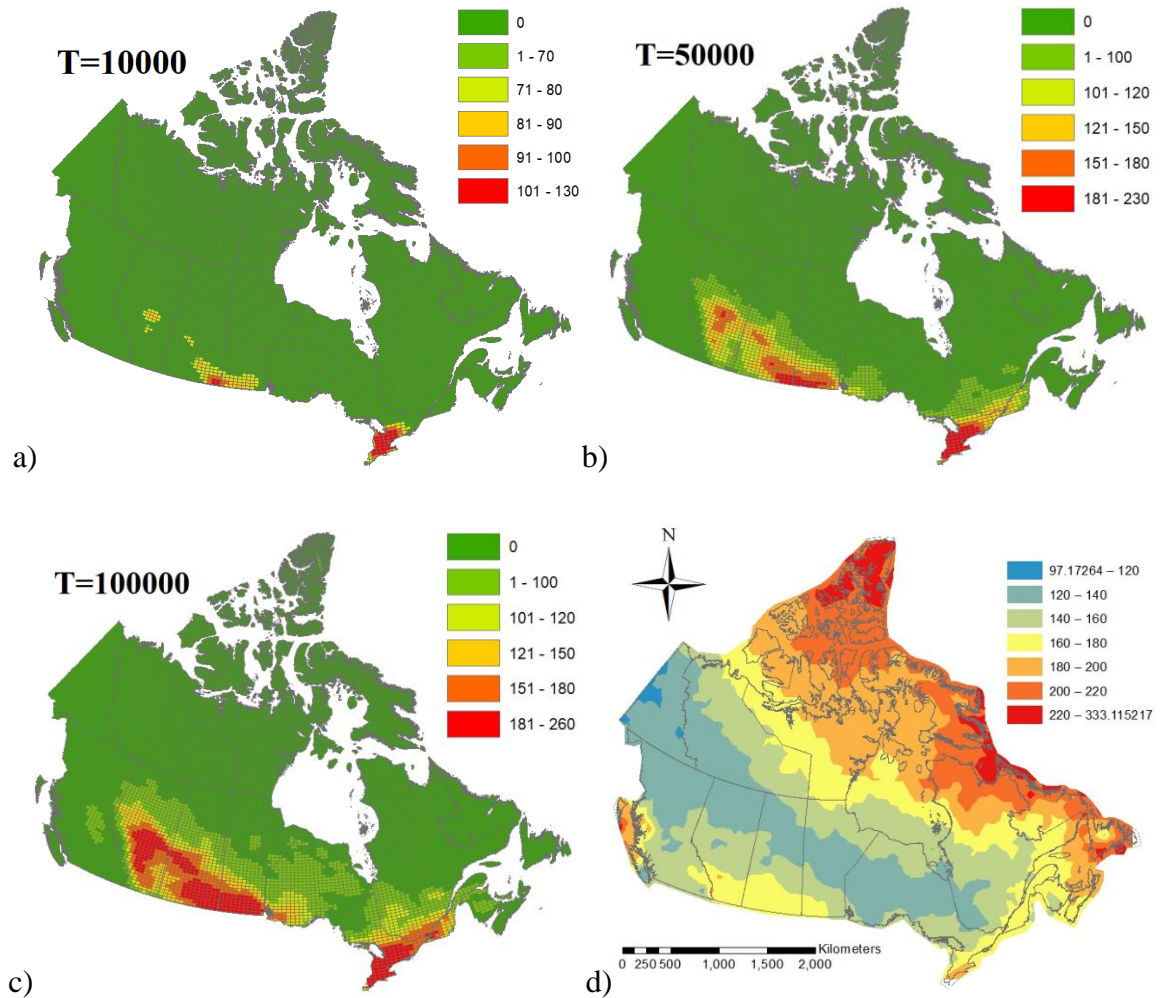 T=10000
0
1 - 70
71 - 80
81 - 90
91 - 100
101 - 130
a)
T=50000
0
1 - 100
101 - 120
121 - 150
151 - 180
181 - 230
b)
T=100000
0
1 - 100
101 - 120
121 - 150
151 - 180
181 - 260
c)
N
97.17264 – 120
120 – 140
140 – 160
160 – 180
180 – 200
200 – 220
220 – 333.115217
Kilometers
0 250 500 1,000 1,500 2,000
d)